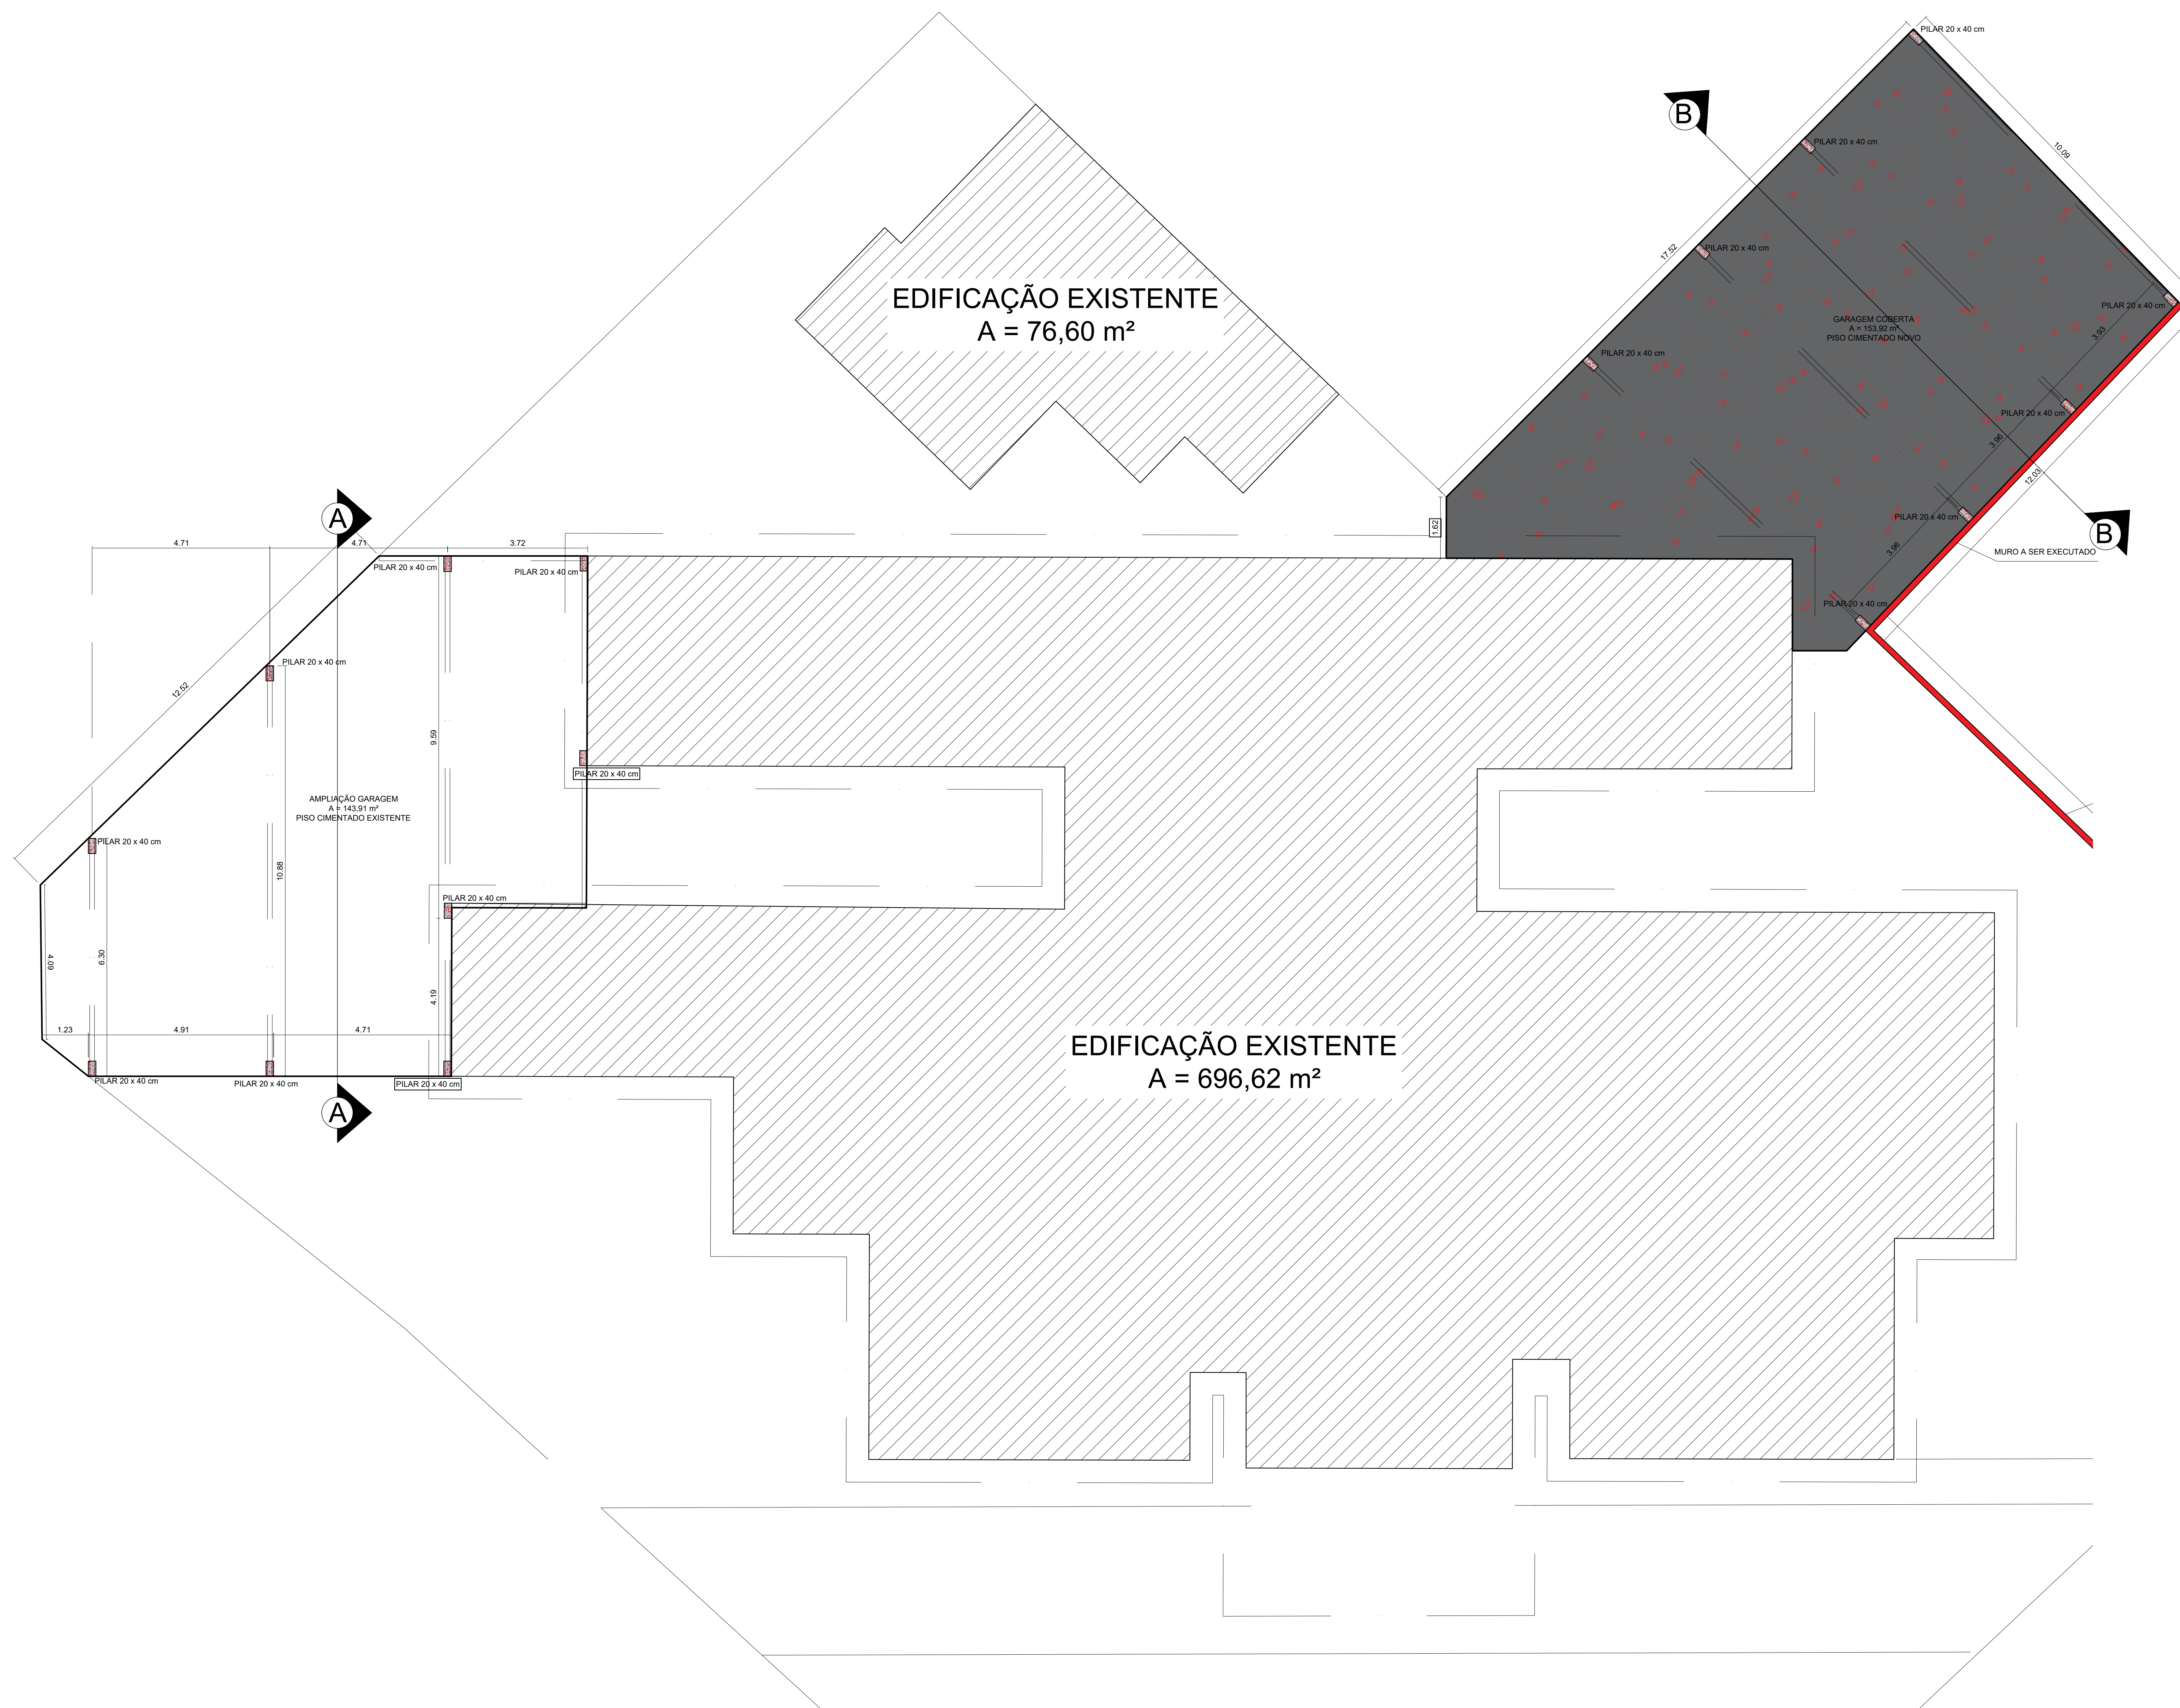 PILAR 20 x 40 cm
B
10.09
PILAR 20 x 40 cm
17.52
PILAR 20 x 40 cm
EDIFICAÇÃO EXISTENTE
A = 76,60 m²
PILAR 20 x 40 cm
GARAGEM COBERTA
A = 153,92 m²
PISO CIMENTADO NOVO
3.93
PILAR 20 x 40 cm
PILAR 20 x 40 cm
3.96
12.03
A
1.62
PILAR 20 x 40 cm
B
4.71
4.71
3.72
3.96
MURO A SER EXECUTADO
PILAR 20 x 40 cm
PILAR 20 x 40 cm
PILAR 20 x 40 cm
PILAR 20 x 40 cm
12.52
9.59
PILAR 20 x 40 cm
AMPLIAÇÃO GARAGEM
A = 143,91 m²
PISO CIMENTADO EXISTENTE
PILAR 20 x 40 cm
10.88
PILAR 20 x 40 cm
4.09
6.30
4.19
1.23
4.91
4.71
EDIFICAÇÃO EXISTENTE
A = 696,62 m²
PILAR 20 x 40 cm
PILAR 20 x 40 cm
PILAR 20 x 40 cm
A